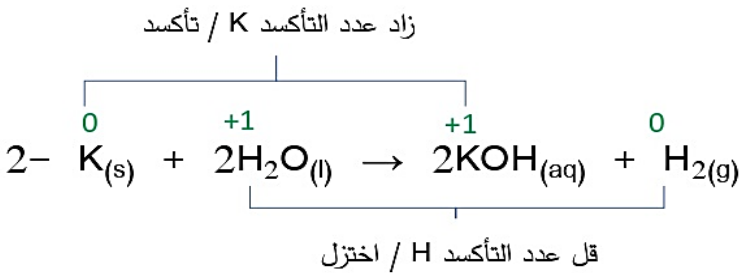 زاد عدد التأكسد K / تأكسد
0 +1 +1 0
2- K(s) + 2H2O(l) → 2KOH(aq) + H2(g)
قل عدد التأكسد H / اختزل